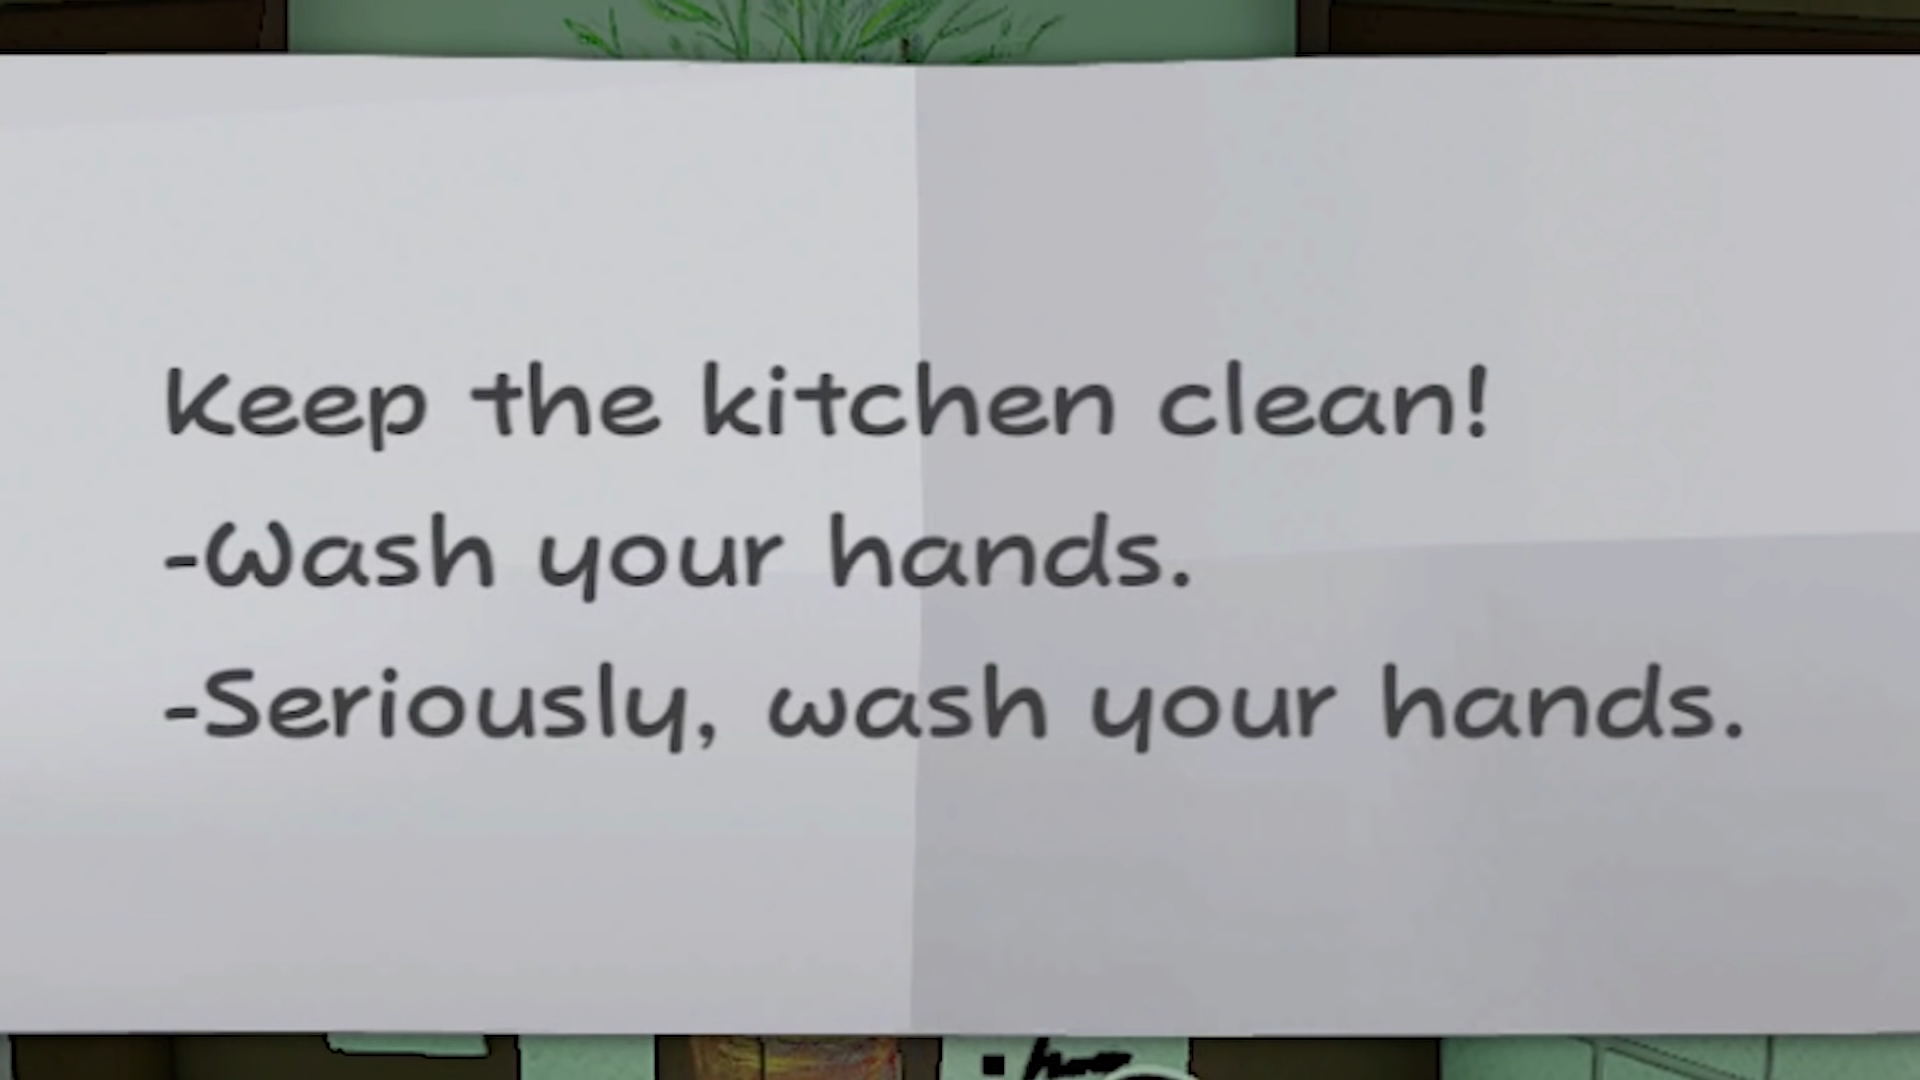 Keep the kitchen clean!
-Wash your hands.
-Seriously, wash your hands.